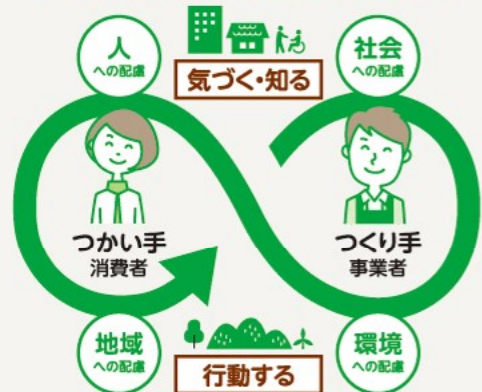 人
への配慮
気づく・知る
社会
への配慮
つかい手
消費者
つくり手
事業者
地域
への配慮
行動する
環境
への配慮